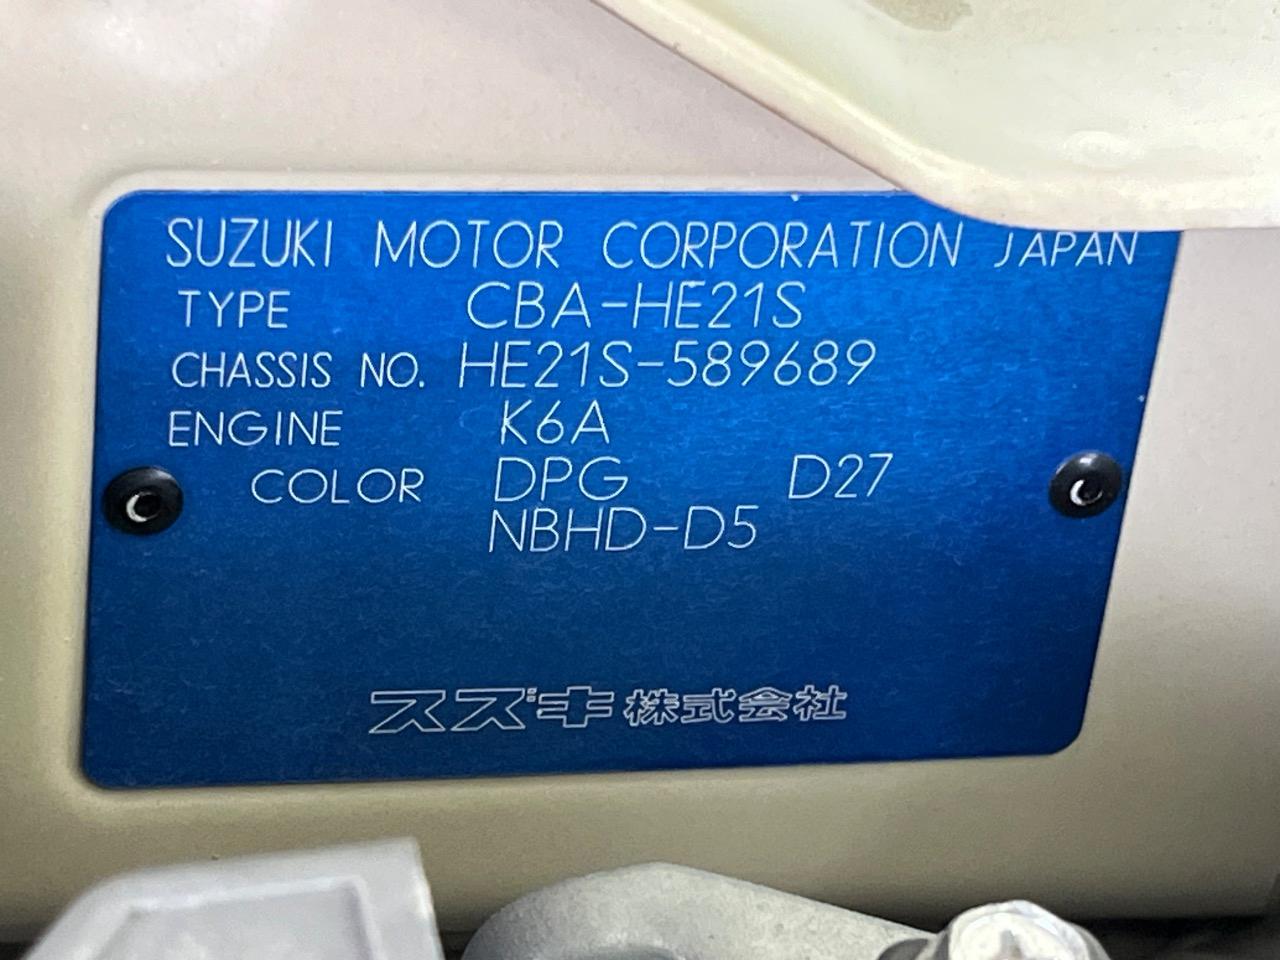 SUZUKI MOTOR CORPORATION JAPAN
TYPE CBA-HE21S
CHASSIS NO. HE21S-589689
ENGINE K6A
COLOR DPG D27
NBHD-D5
スズキ株式会社